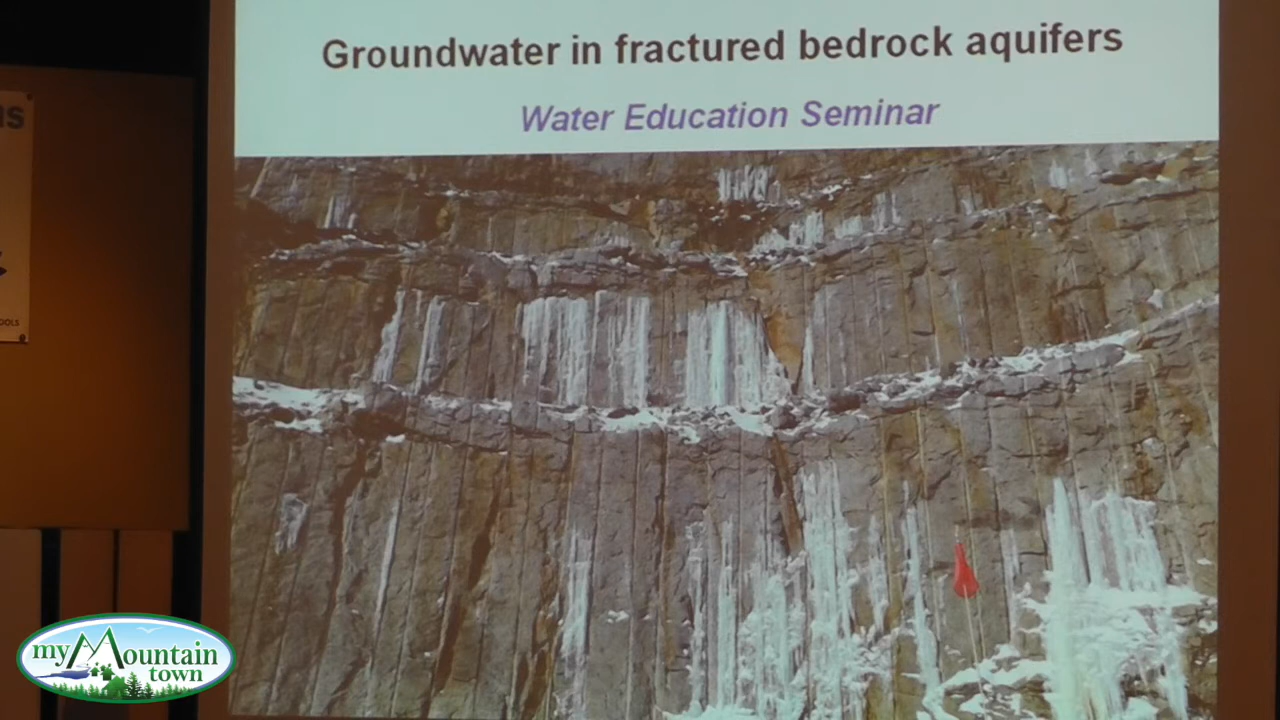 Groundwater in fractured bedrock aquifers
Water Education Seminar
my Mountain
town